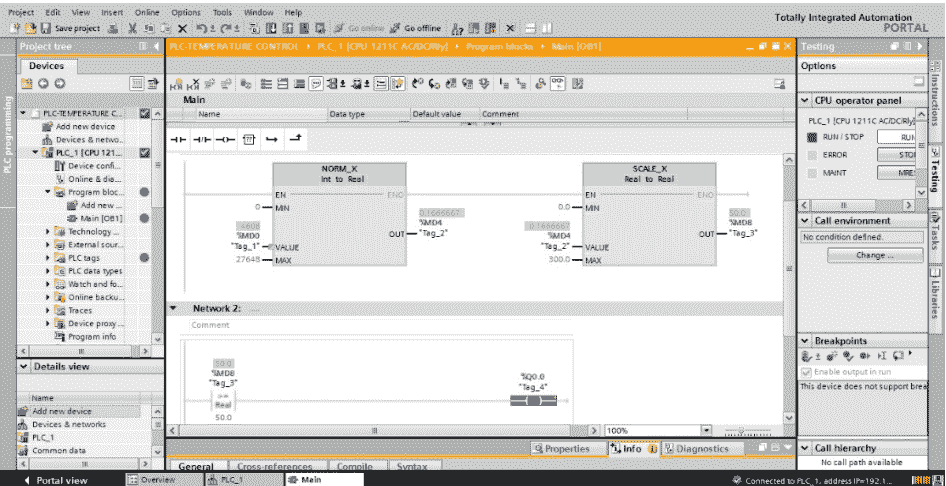 Project Edit View Insert Online Options Tools Window Help
Totally Integrated Automation
PORTAL
Save project
Go online
Go offline
Project tree
PLC-TEMPERATURE CONTROL PLC_1 [CPU 1211C AC/DC/Rly] Program blocks Main [OB1]
Testing
Devices
Options
PLC programming
Main
Name Data type Default value Comment
PLC-TEMPERATURE C...
Add new device
Devices & netwo...
PLC_1 [CPU 121...
Device confi...
Online & dia...
Program bloc...
Add new ...
Main [OB1]
Technology ...
External sour...
PLC tags
PLC data types
Watch and fo...
Online backu...
Traces
Device proxy ...
Program info
NORM_X
Int to Real
EN ENO
0 MIN
4608
%MD0
"Tag_1" VALUE
27648 MAX
0.1666667
%MD4
OUT "Tag_2"
SCALE_X
Real to Real
EN ENO
0.0 MIN
0.1666667
%MD4
"Tag_2" VALUE
300.0 MAX
50.0
%MD8
OUT "Tag_3"
Network 2: .....
Comment
50.0
%MD8
"Tag_3"
>=
Real
50.0
%Q0.0
"Tag_4"
100%
CPU operator panel
PLC_1 [CPU 1211C AC/DC/Rly]
RUN / STOP RUN
ERROR STOP
MAINT MRES
Call environment
No condition defined.
Change ...
Breakpoints
Enable output in run
This device does not support brea
Call hierarchy
No call path available
Instructions
Testing
Tasks
Libraries
Details view
Name
Add new device
Devices & networks
PLC_1
Common data
Properties Info Diagnostics
General Cross-references Compile Syntax
Portal view Overview PLC_1 Main
Connected to PLC_1, address IP=192.1...